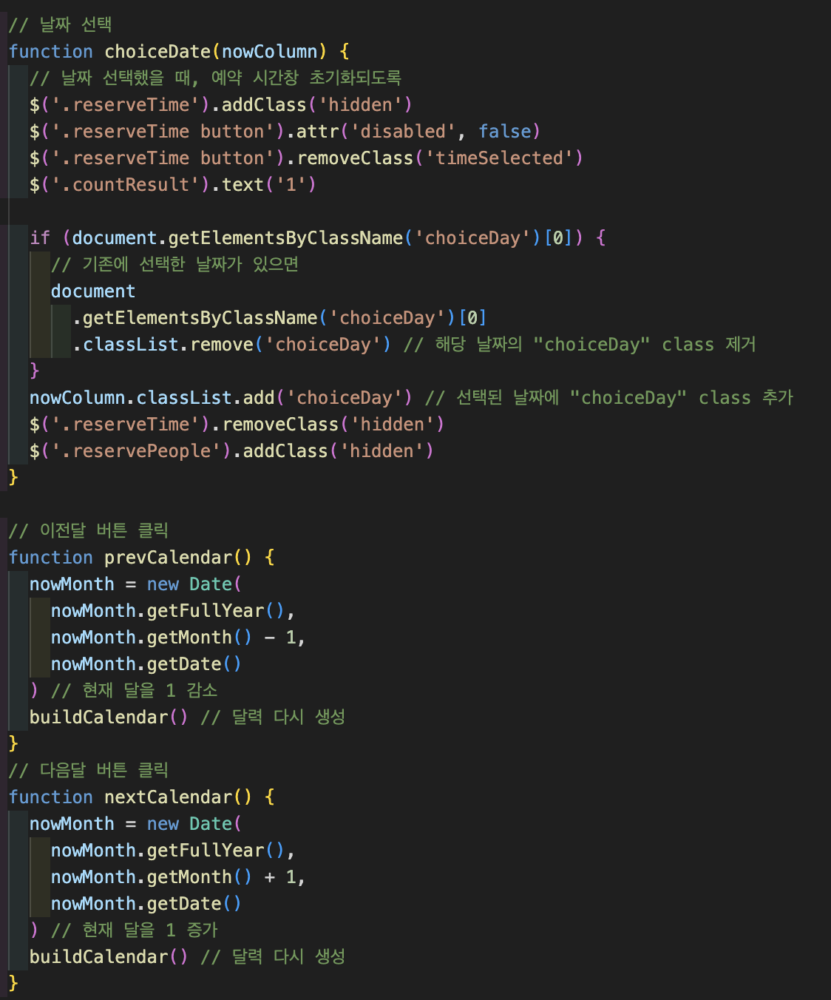 // 날짜 선택
function choiceDate(nowColumn) {
  // 날짜 선택했을 때, 예약 시간창 초기화되도록
  $('.reserveTime').addClass('hidden')
  $('.reserveTime button').attr('disabled', false)
  $('.reserveTime button').removeClass('timeSelected')
  $('.countResult').text('1')

  if (document.getElementsByClassName('choiceDay')[0]) {
    // 기존에 선택한 날짜가 있으면
    document
      .getElementsByClassName('choiceDay')[0]
      .classList.remove('choiceDay') // 해당 날짜의 "choiceDay" class 제거
  }
  nowColumn.classList.add('choiceDay') // 선택된 날짜에 "choiceDay" class 추가
  $('.reserveTime').removeClass('hidden')
  $('.reservePeople').addClass('hidden')
}

// 이전달 버튼 클릭
function prevCalendar() {
  nowMonth = new Date(
    nowMonth.getFullYear(),
    nowMonth.getMonth() - 1,
    nowMonth.getDate()
  ) // 현재 달을 1 감소
  buildCalendar() // 달력 다시 생성
}
// 다음달 버튼 클릭
function nextCalendar() {
  nowMonth = new Date(
    nowMonth.getFullYear(),
    nowMonth.getMonth() + 1,
    nowMonth.getDate()
  ) // 현재 달을 1 증가
  buildCalendar() // 달력 다시 생성
}